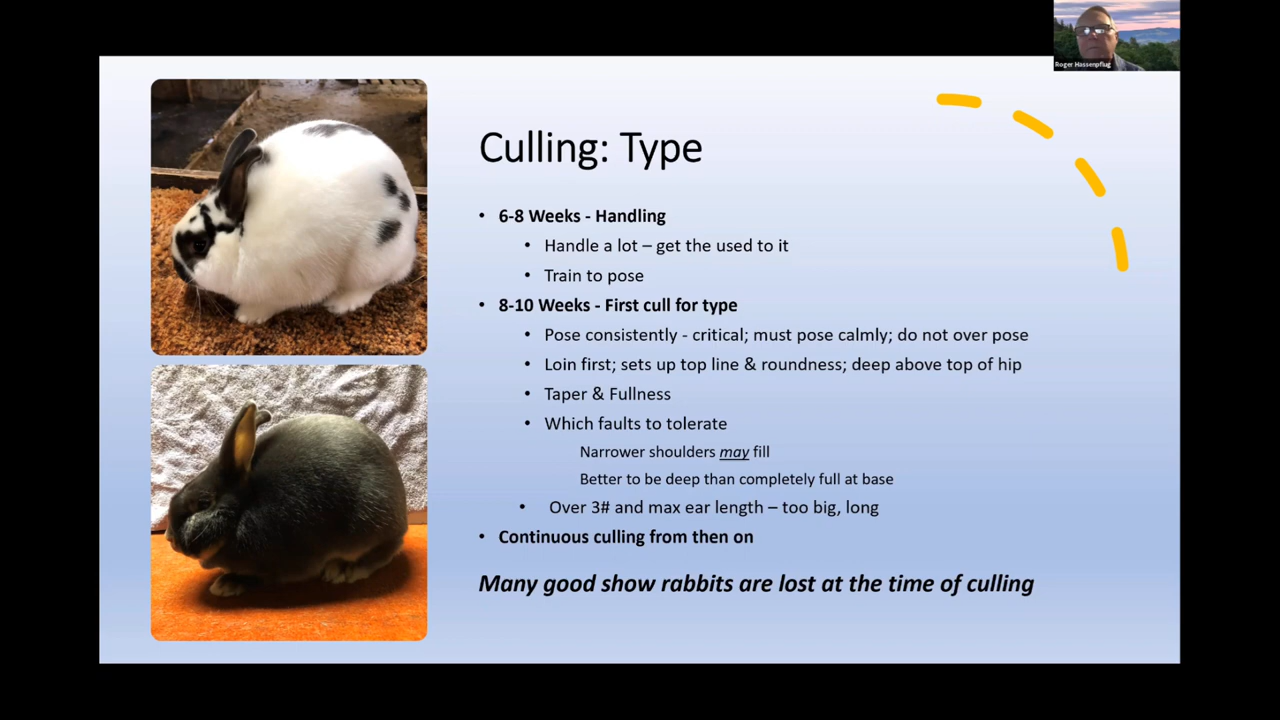 Roger Hassenpflug
Culling: Type
• 6-8 Weeks - Handling
• Handle a lot – get the used to it
• Train to pose
• 8-10 Weeks - First cull for type
• Pose consistently - critical; must pose calmly; do not over pose
• Loin first; sets up top line & roundness; deep above top of hip
• Taper & Fullness
• Which faults to tolerate
Narrower shoulders may fill
Better to be deep than completely full at base
• Over 3# and max ear length – too big, long
• Continuous culling from then on
Many good show rabbits are lost at the time of culling